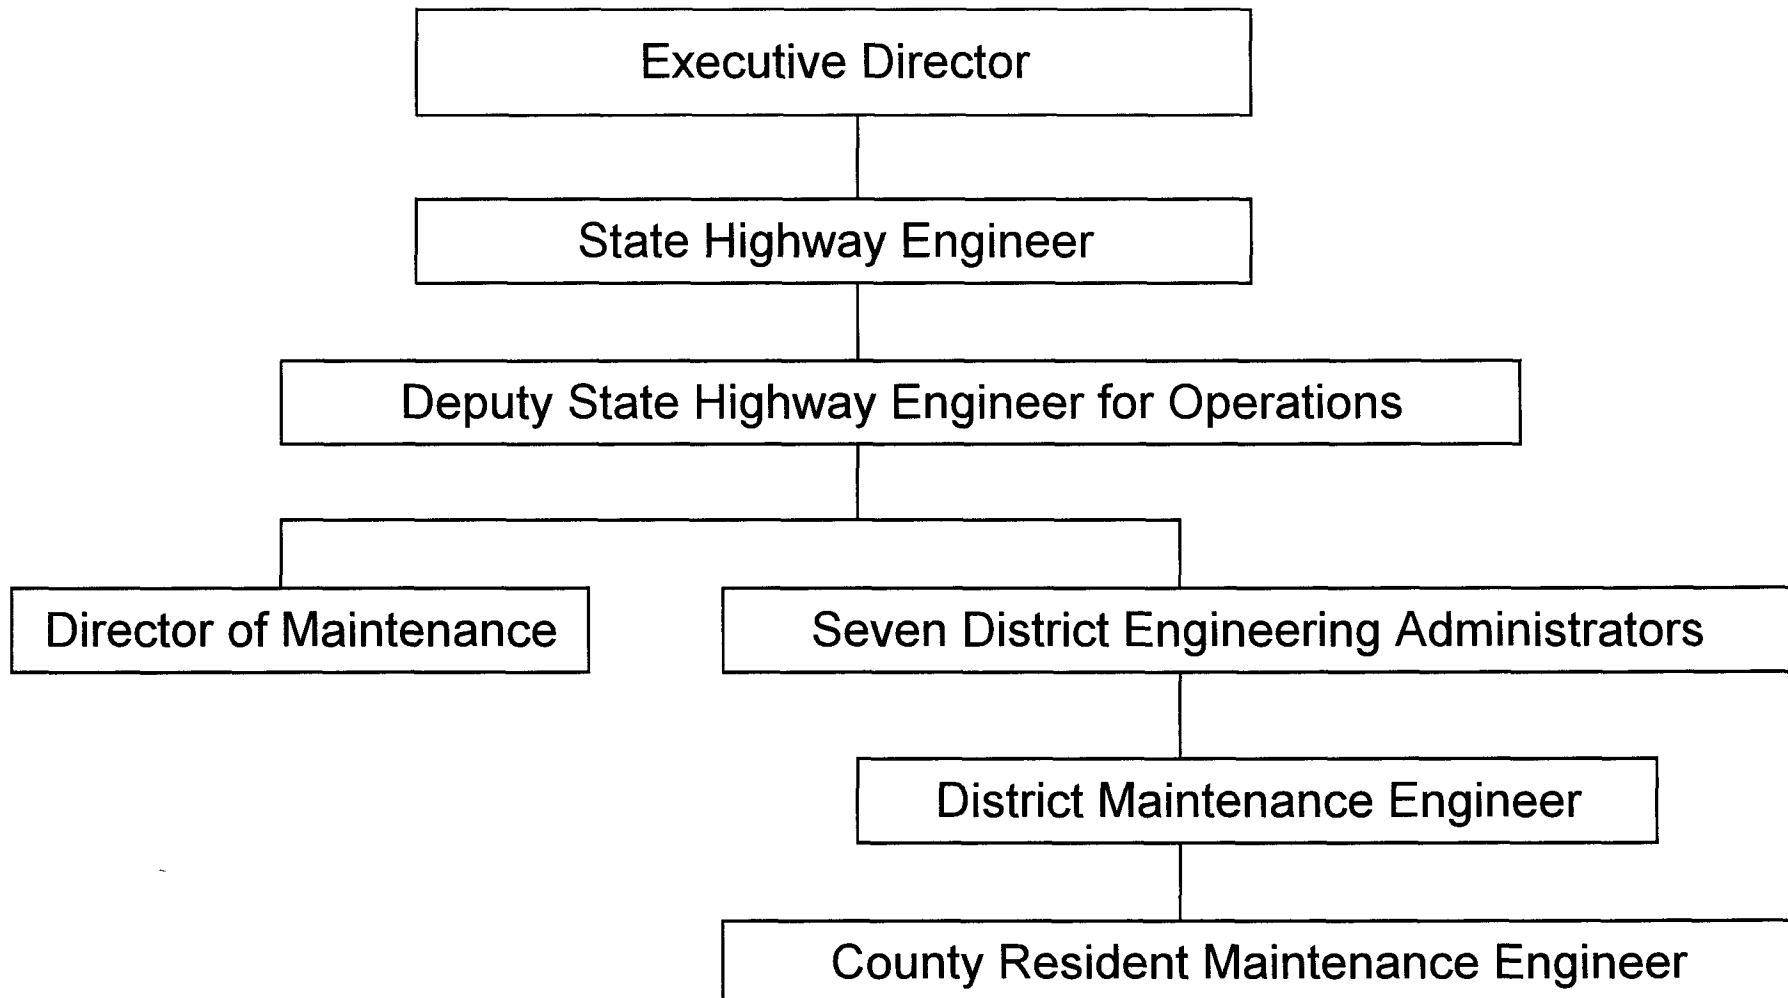 Executive Director
State Highway Engineer
Deputy State Highway Engineer for Operations
Director of Maintenance
Seven District Engineering Administrators
District Maintenance Engineer
County Resident Maintenance Engineer